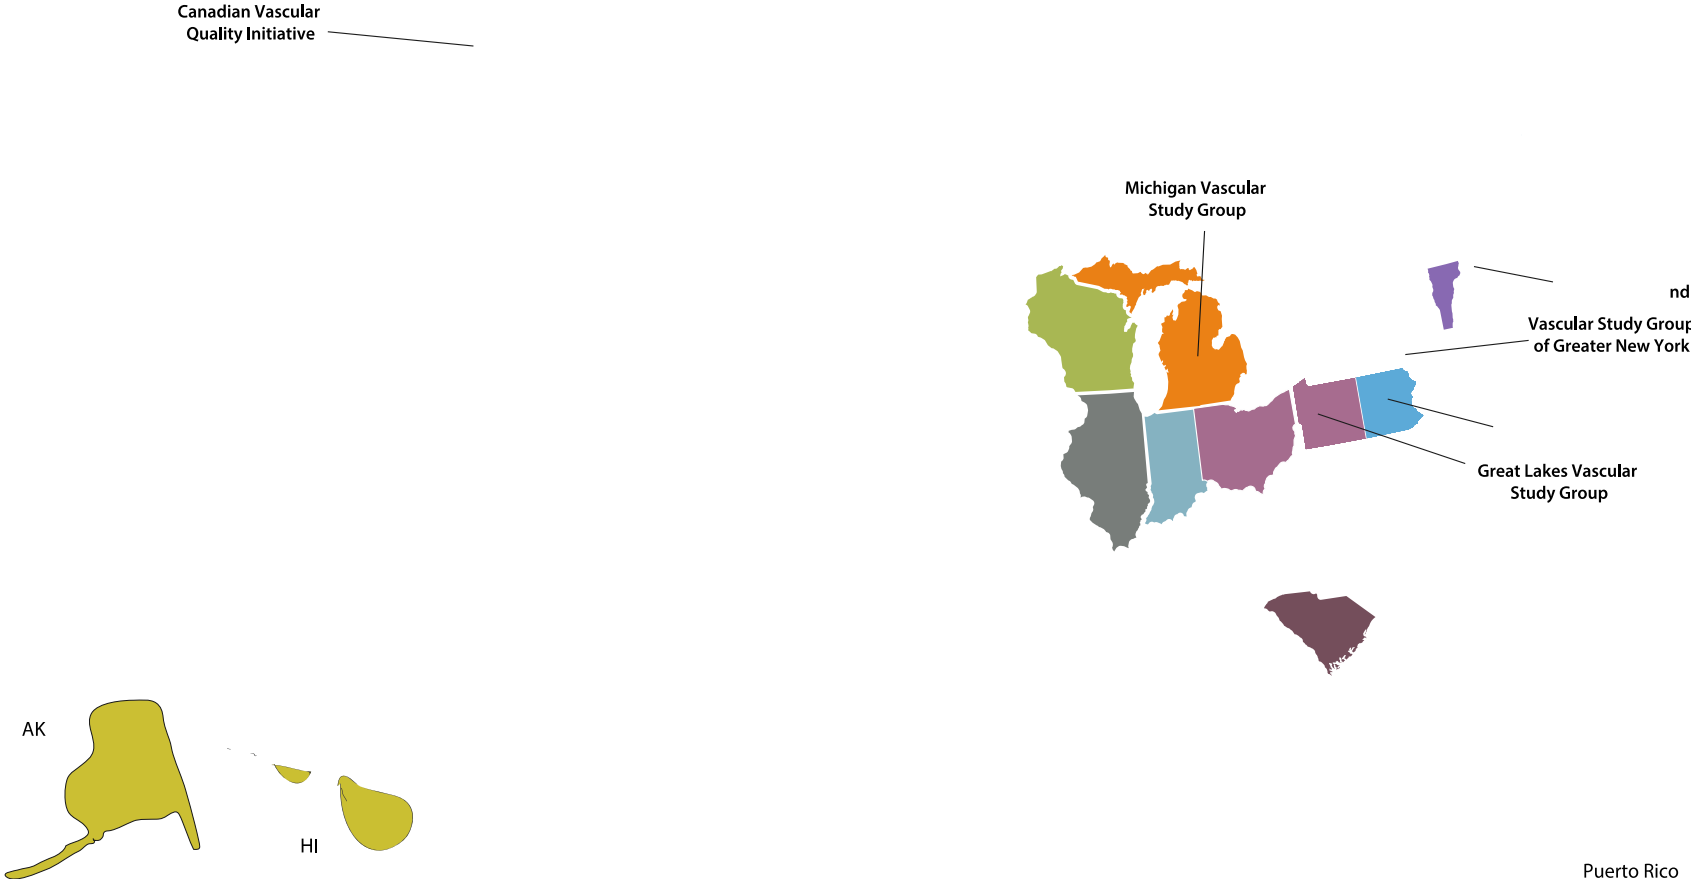 Canadian Vascular
Quality Initiative
Michigan Vascular
Study Group
nd
Vascular Study Group
of Greater New York
Great Lakes Vascular
Study Group
AK
HI
Puerto Rico